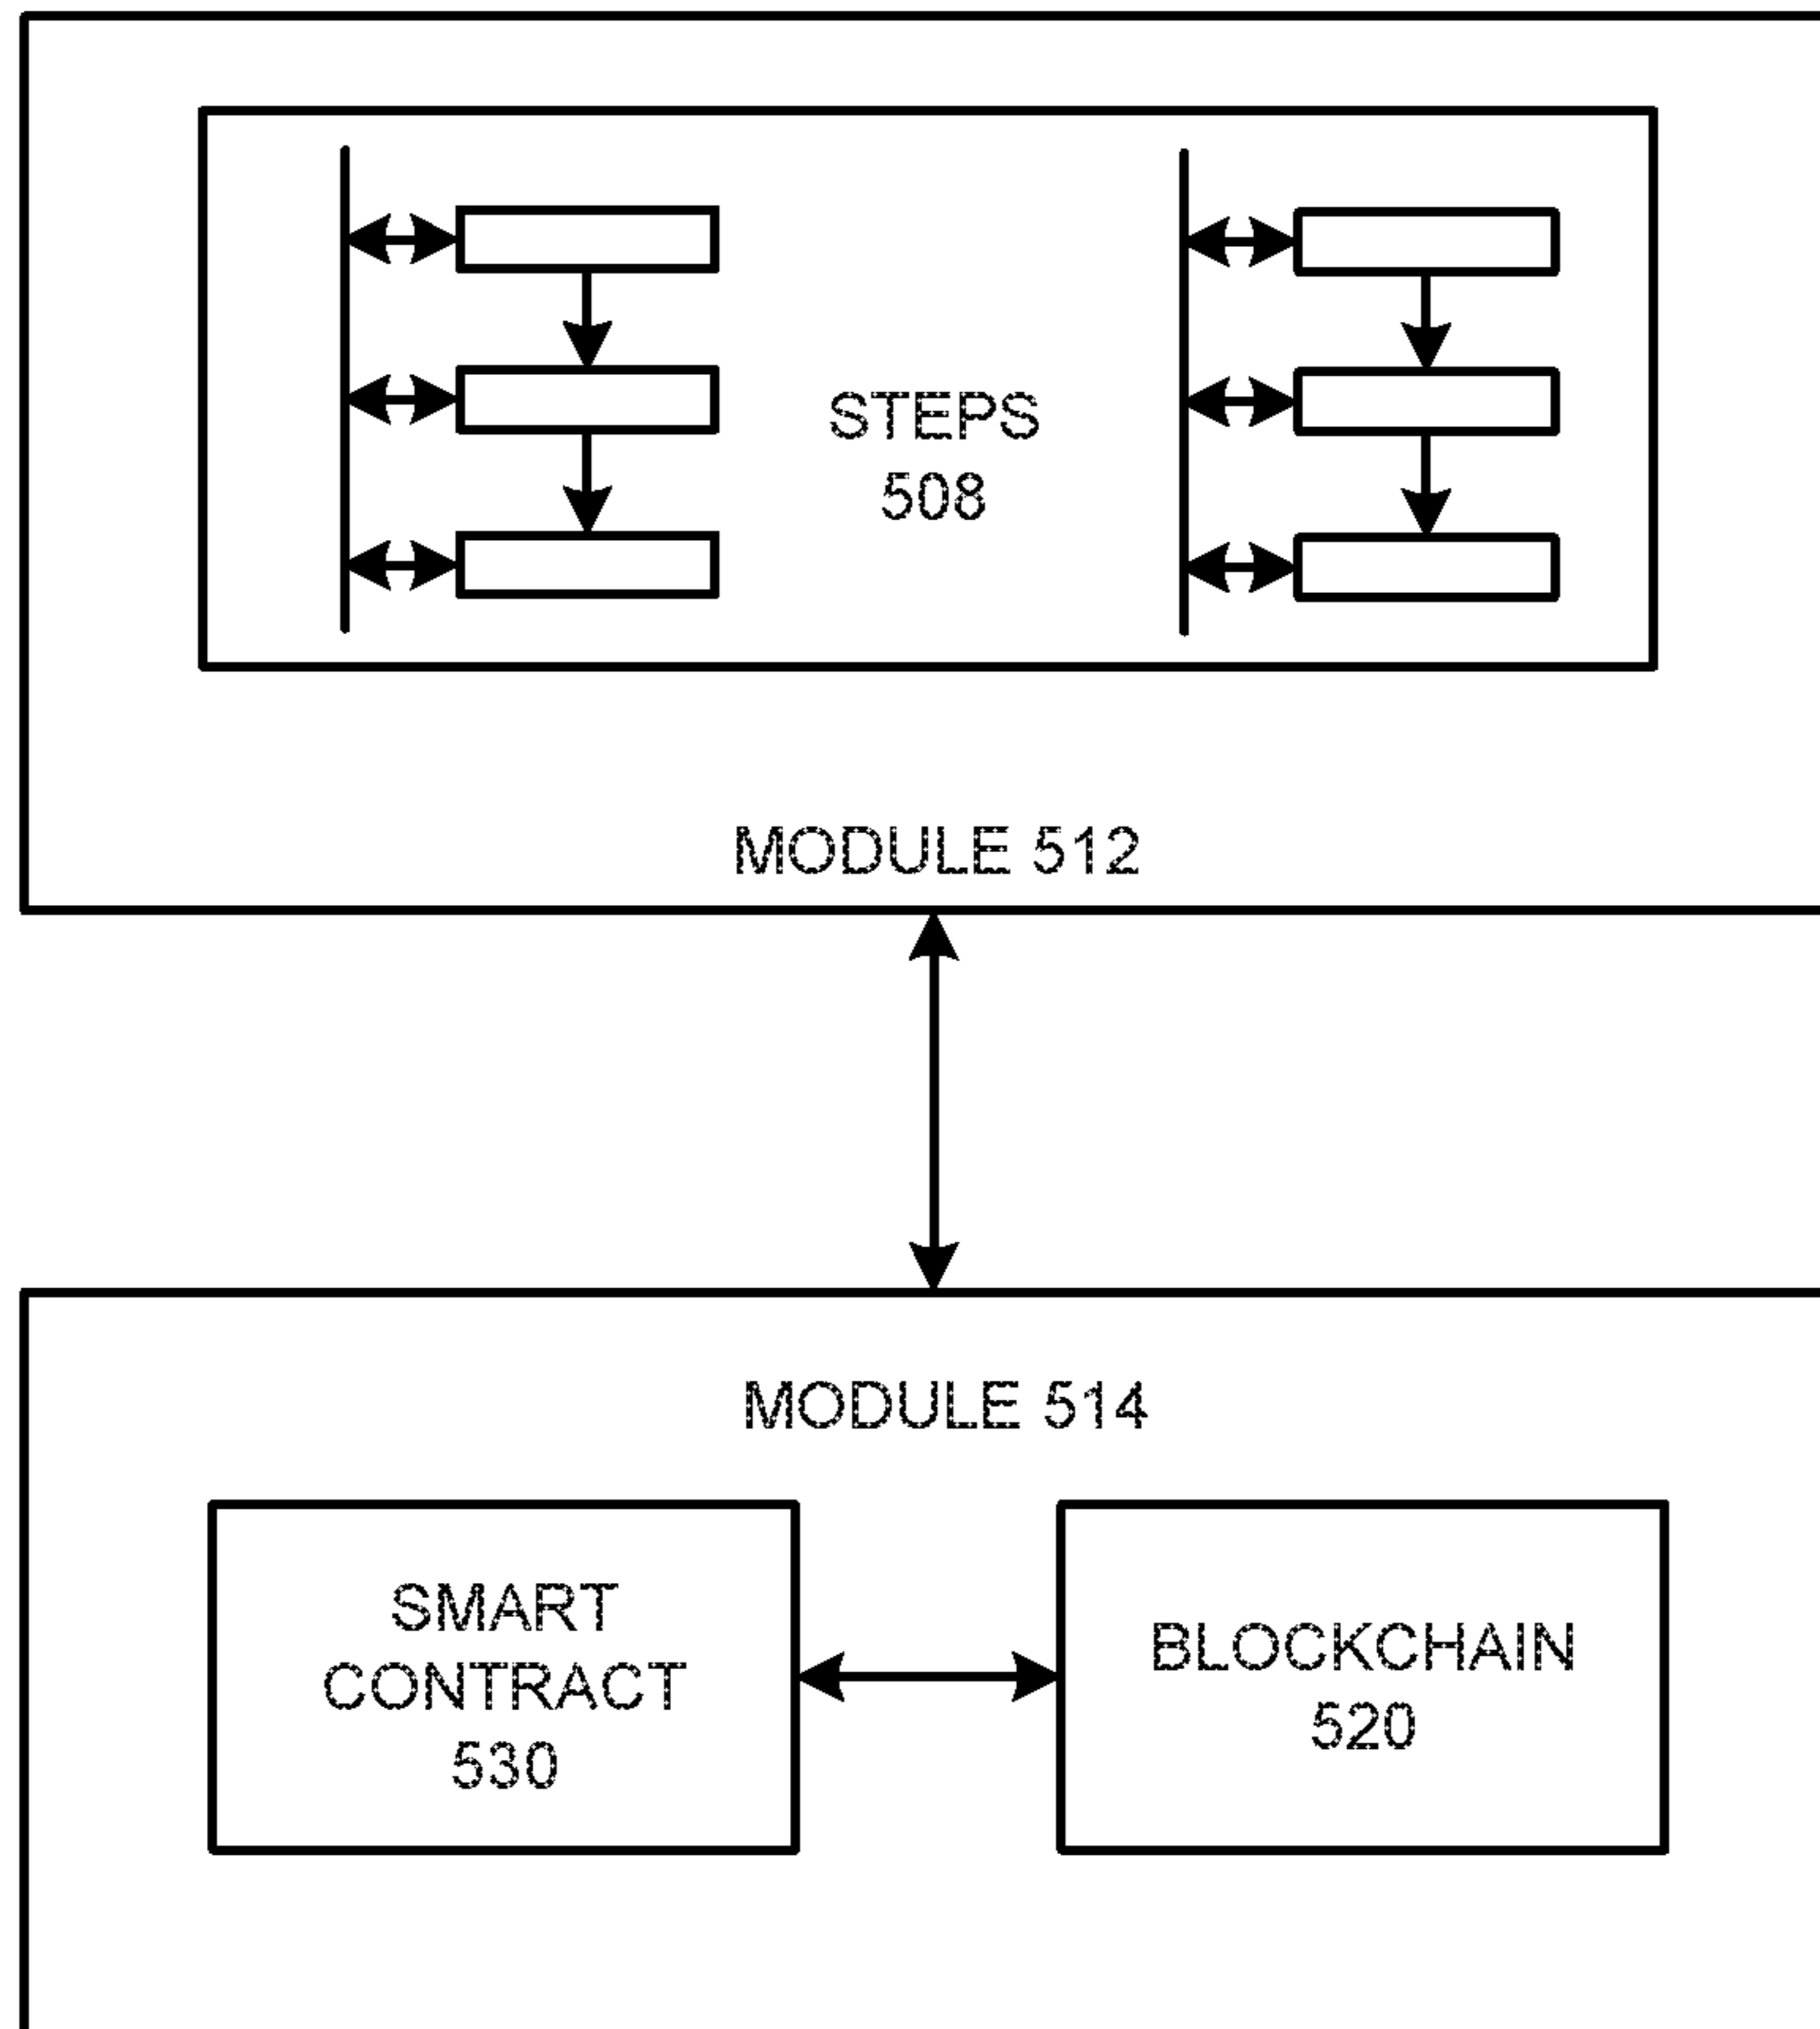 STEPS
508
MODULE 512
MODULE 514
SMART
CONTRACT
530
BLOCKCHAIN
520